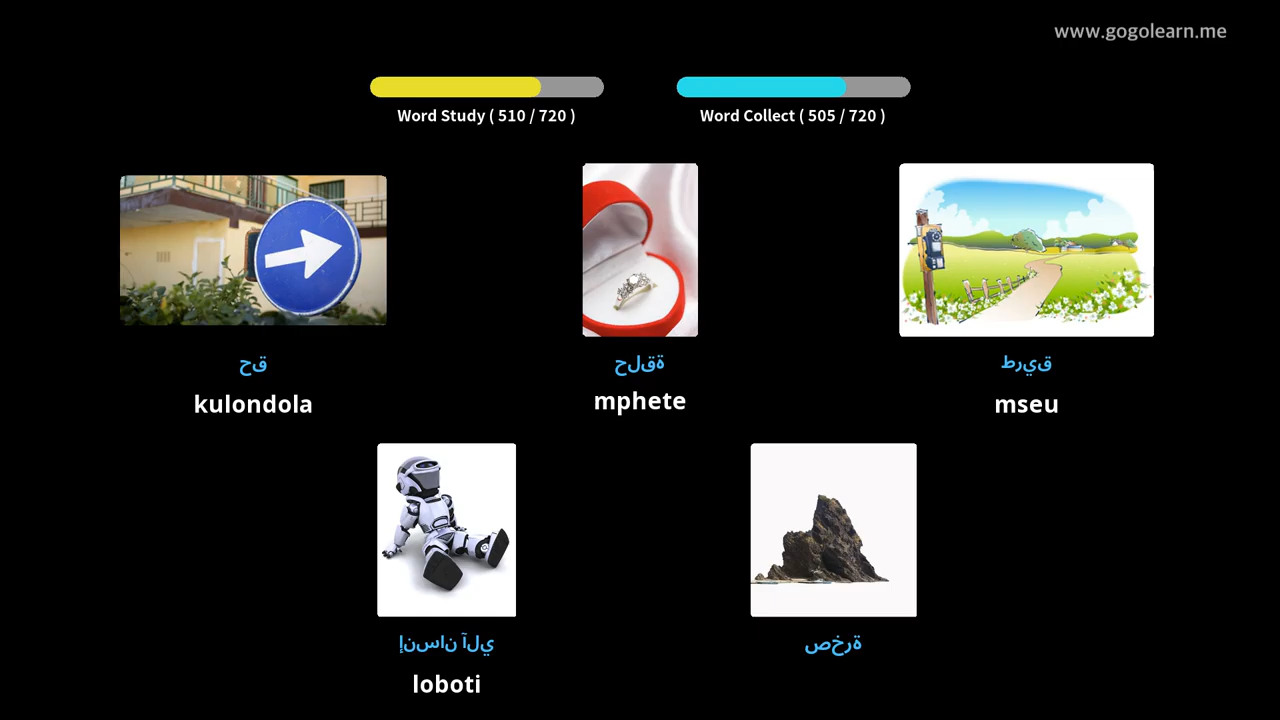 www.gogolearn.me
Word Study ( 510 / 720 )
Word Collect ( 505 / 720 )
حق
kulondola
حلقة
mphete
طريق
mseu
إنسان آلي
loboti
صخرة